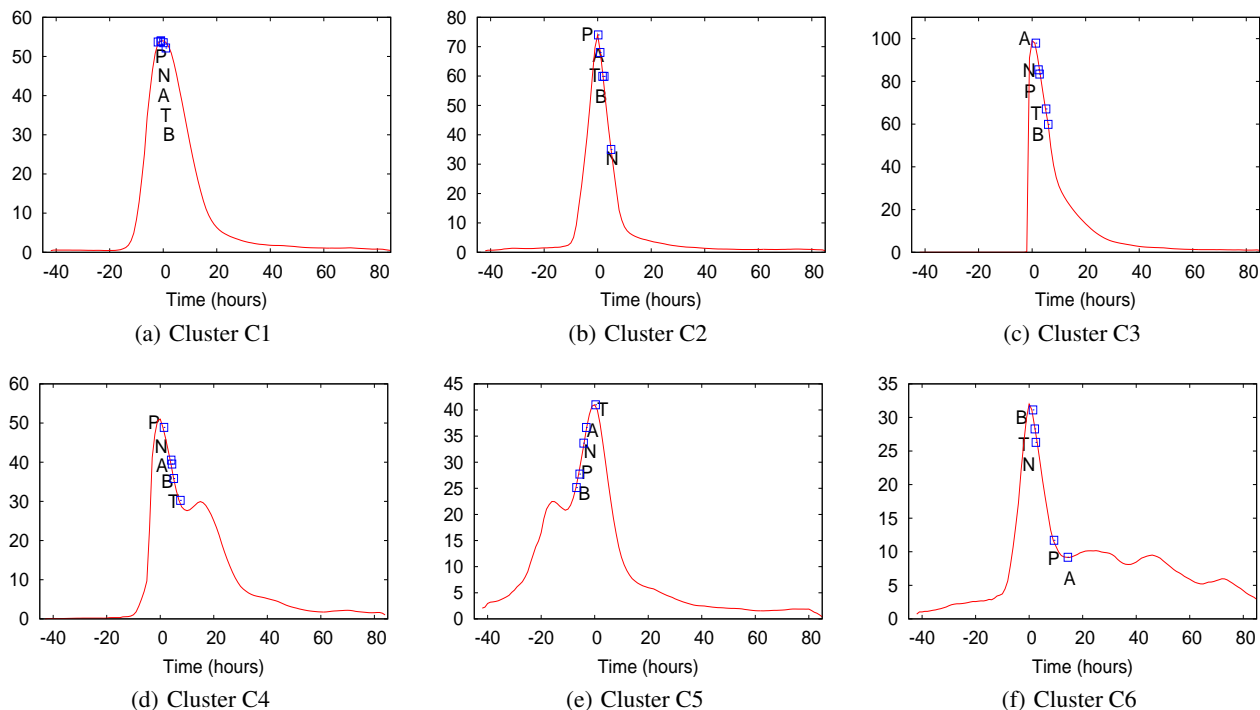 60
50
40
30
20
10
0
-40 -20 0 20 40 60 80
P
N
A
T
B
Time (hours)
(a) Cluster C1
80
70
60
50
40
30
20
10
0
-40 -20 0 20 40 60 80
P
A
T
B
N
Time (hours)
(b) Cluster C2
100
80
60
40
20
0
-40 -20 0 20 40 60 80
A
N
P
T
B
Time (hours)
(c) Cluster C3
60
50
40
30
20
10
0
-40 -20 0 20 40 60 80
P
N
A
B
T
Time (hours)
(d) Cluster C4
45
40
35
30
25
20
15
10
5
0
-40 -20 0 20 40 60 80
T
A
N
P
B
Time (hours)
(e) Cluster C5
35
30
25
20
15
10
5
0
-40 -20 0 20 40 60 80
B
T
N
P
A
Time (hours)
(f) Cluster C6